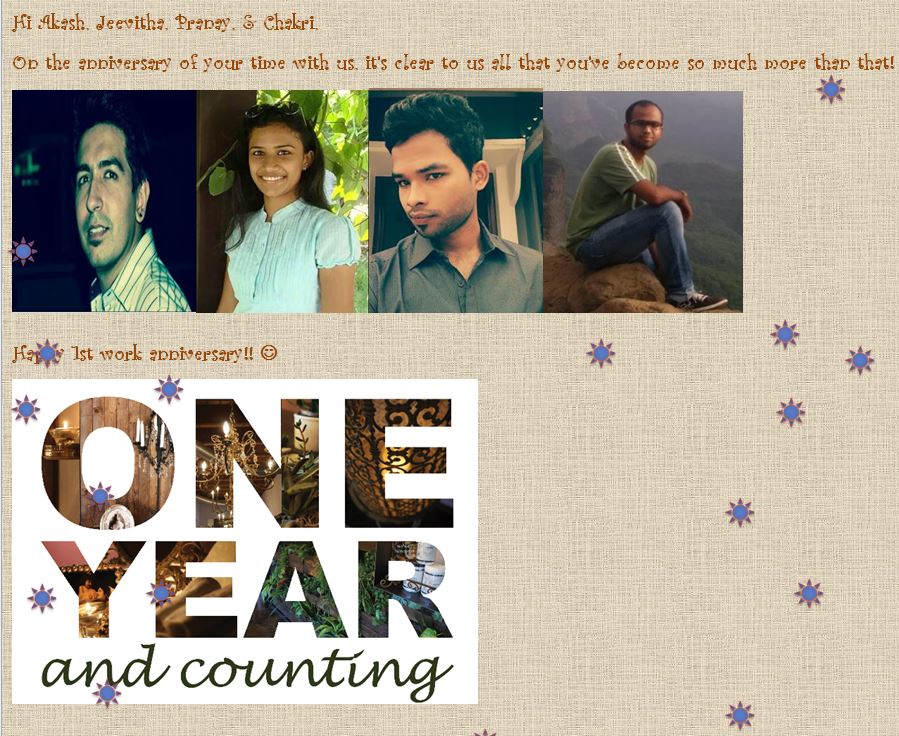 Hi Akash, Jeevitha, Pranay, & Chakri,
On the anniversary of your time with us, it's clear to us all that you've become so much more than that!
Happy 1st work anniversary!! ☺
ONE
YEAR
and counting